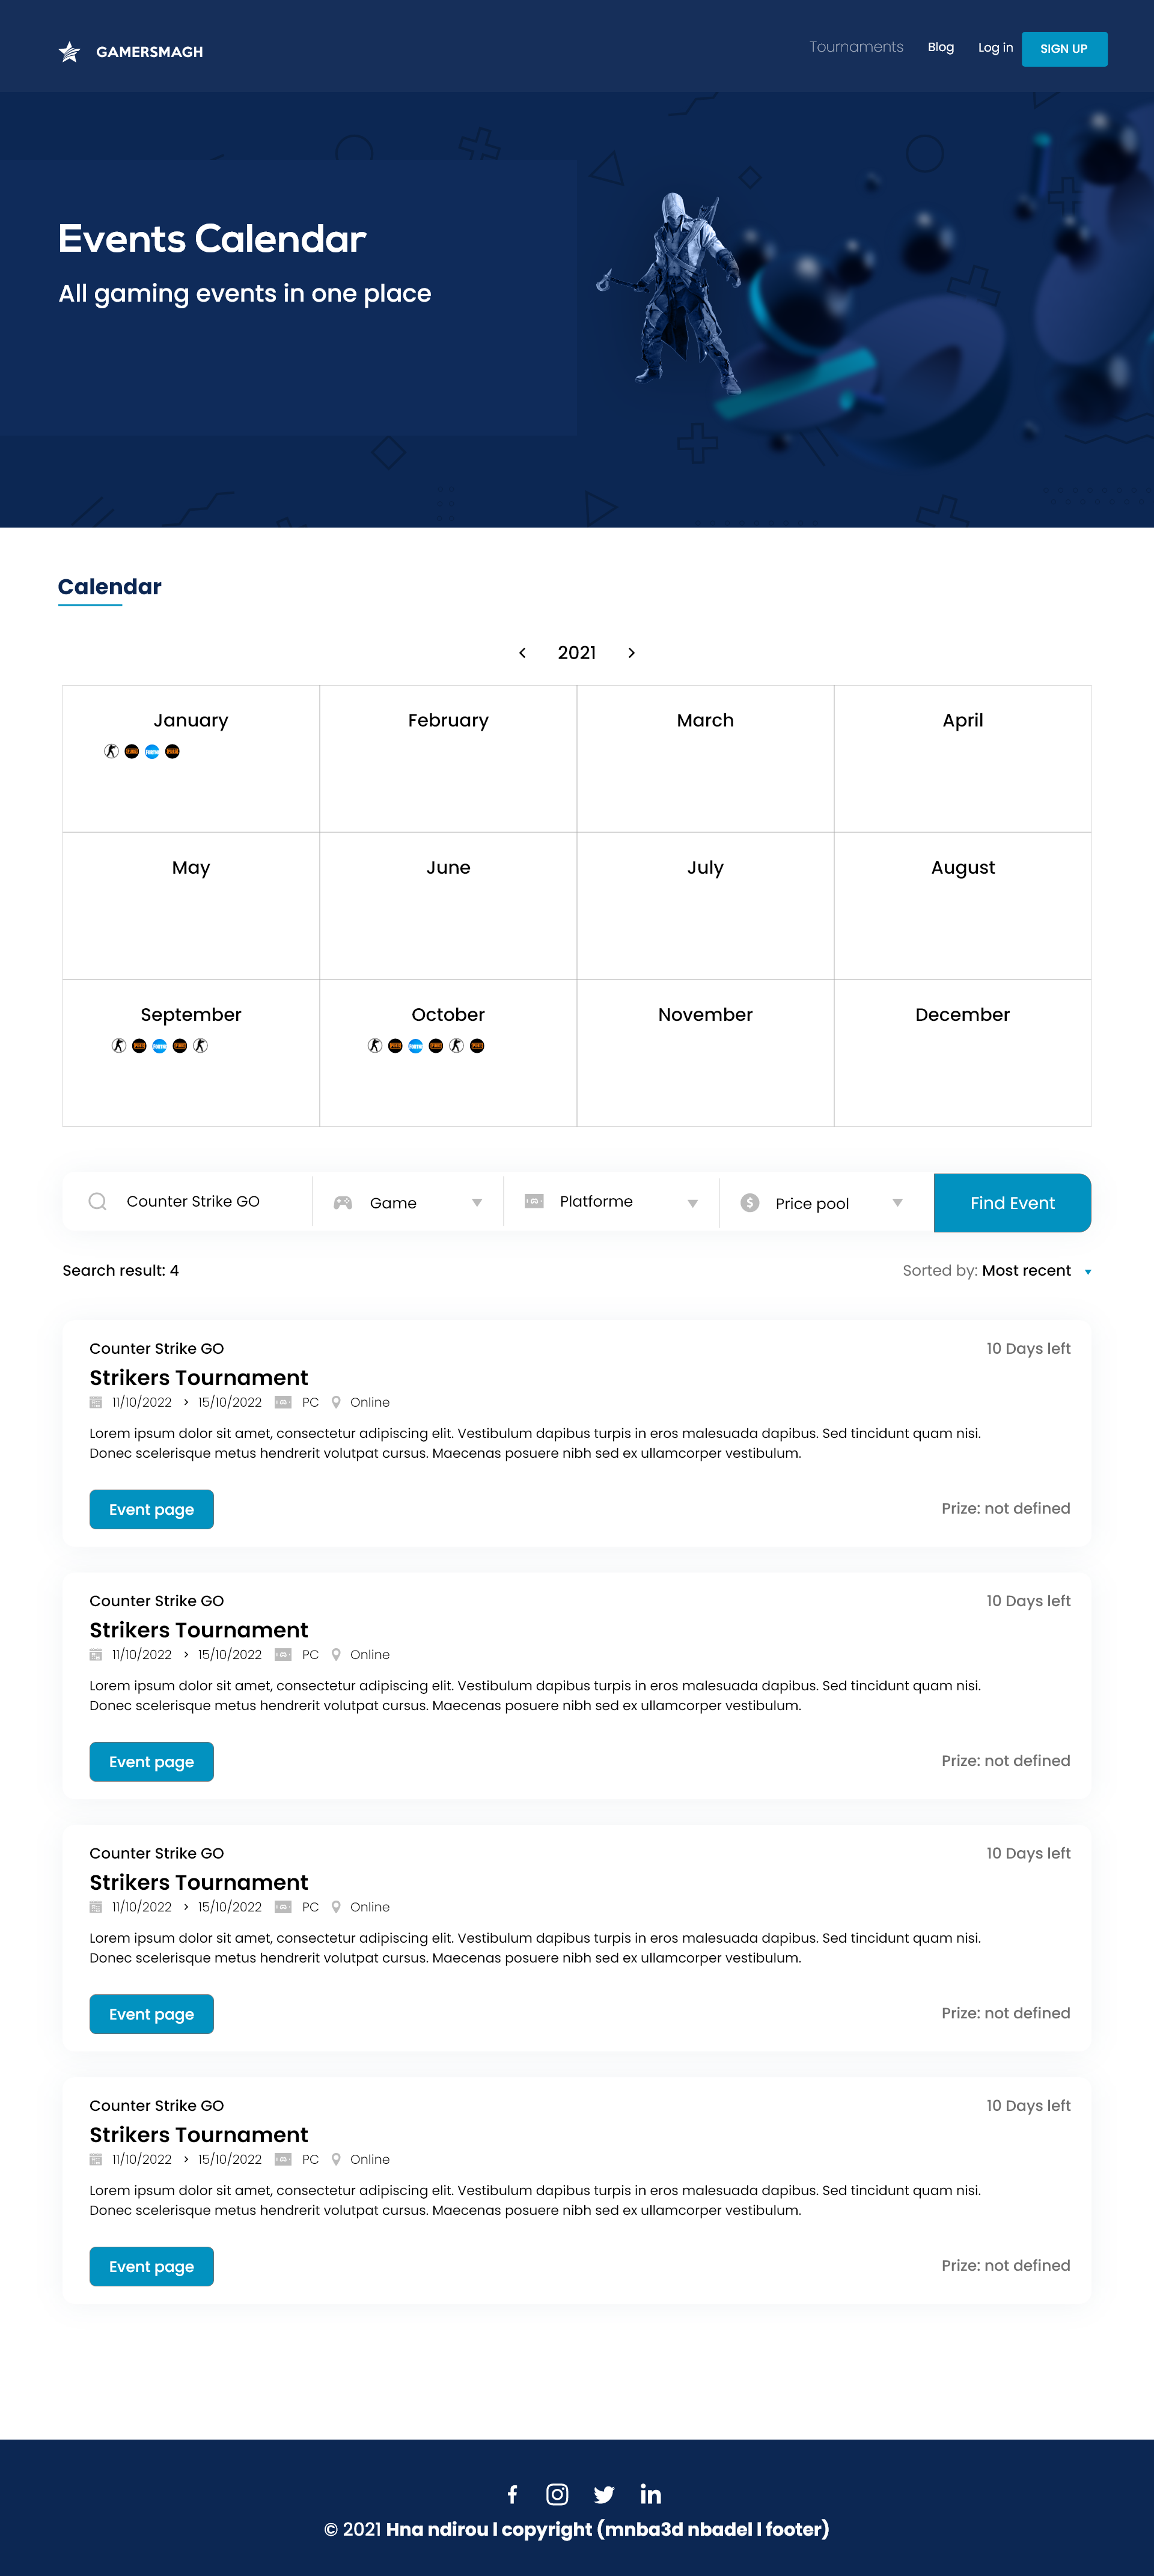 GAMERSMAGH
Tournaments Blog Log in SIGN UP
Events Calendar
All gaming events in one place
Calendar
2021
January February March April
May June July August
September October November December
Counter Strike GO Game Platforme Price pool Find Event
Search result: 4 Sorted by: Most recent
Counter Strike GO 10 Days left
Strikers Tournament
11/10/2022 > 15/10/2022 PC Online
Lorem ipsum dolor sit amet, consectetur adipiscing elit. Vestibulum dapibus turpis in eros malesuada dapibus. Sed tincidunt quam nisi.
Donec scelerisque metus hendrerit volutpat cursus. Maecenas posuere nibh sed ex ullamcorper vestibulum.
Event page Prize: not defined
Counter Strike GO 10 Days left
Strikers Tournament
11/10/2022 > 15/10/2022 PC Online
Lorem ipsum dolor sit amet, consectetur adipiscing elit. Vestibulum dapibus turpis in eros malesuada dapibus. Sed tincidunt quam nisi.
Donec scelerisque metus hendrerit volutpat cursus. Maecenas posuere nibh sed ex ullamcorper vestibulum.
Event page Prize: not defined
Counter Strike GO 10 Days left
Strikers Tournament
11/10/2022 > 15/10/2022 PC Online
Lorem ipsum dolor sit amet, consectetur adipiscing elit. Vestibulum dapibus turpis in eros malesuada dapibus. Sed tincidunt quam nisi.
Donec scelerisque metus hendrerit volutpat cursus. Maecenas posuere nibh sed ex ullamcorper vestibulum.
Event page Prize: not defined
Counter Strike GO 10 Days left
Strikers Tournament
11/10/2022 > 15/10/2022 PC Online
Lorem ipsum dolor sit amet, consectetur adipiscing elit. Vestibulum dapibus turpis in eros malesuada dapibus. Sed tincidunt quam nisi.
Donec scelerisque metus hendrerit volutpat cursus. Maecenas posuere nibh sed ex ullamcorper vestibulum.
Event page Prize: not defined
© 2021 Hna ndirou l copyright (mnba3d nbadel l footer)